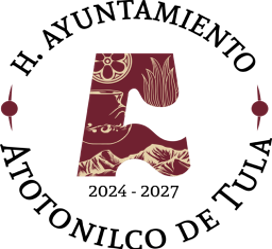 H. AYUNTAMIENTO
2024 - 2027
ATOTONILCO DE TULA